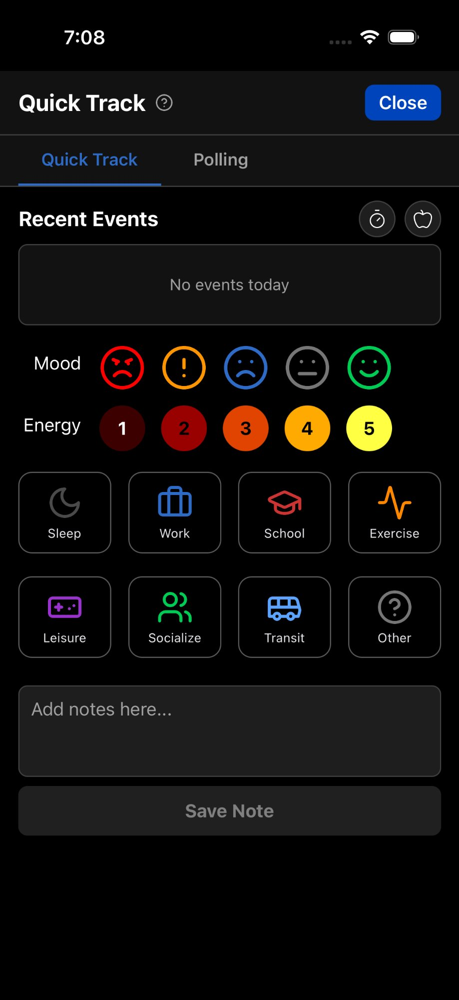 7:08
Quick Track
Close
Quick Track
Polling
Recent Events
No events today
Mood
Energy
1
2
3
4
5
Sleep
Work
School
Exercise
Leisure
Socialize
Transit
Other
Add notes here...
Save Note